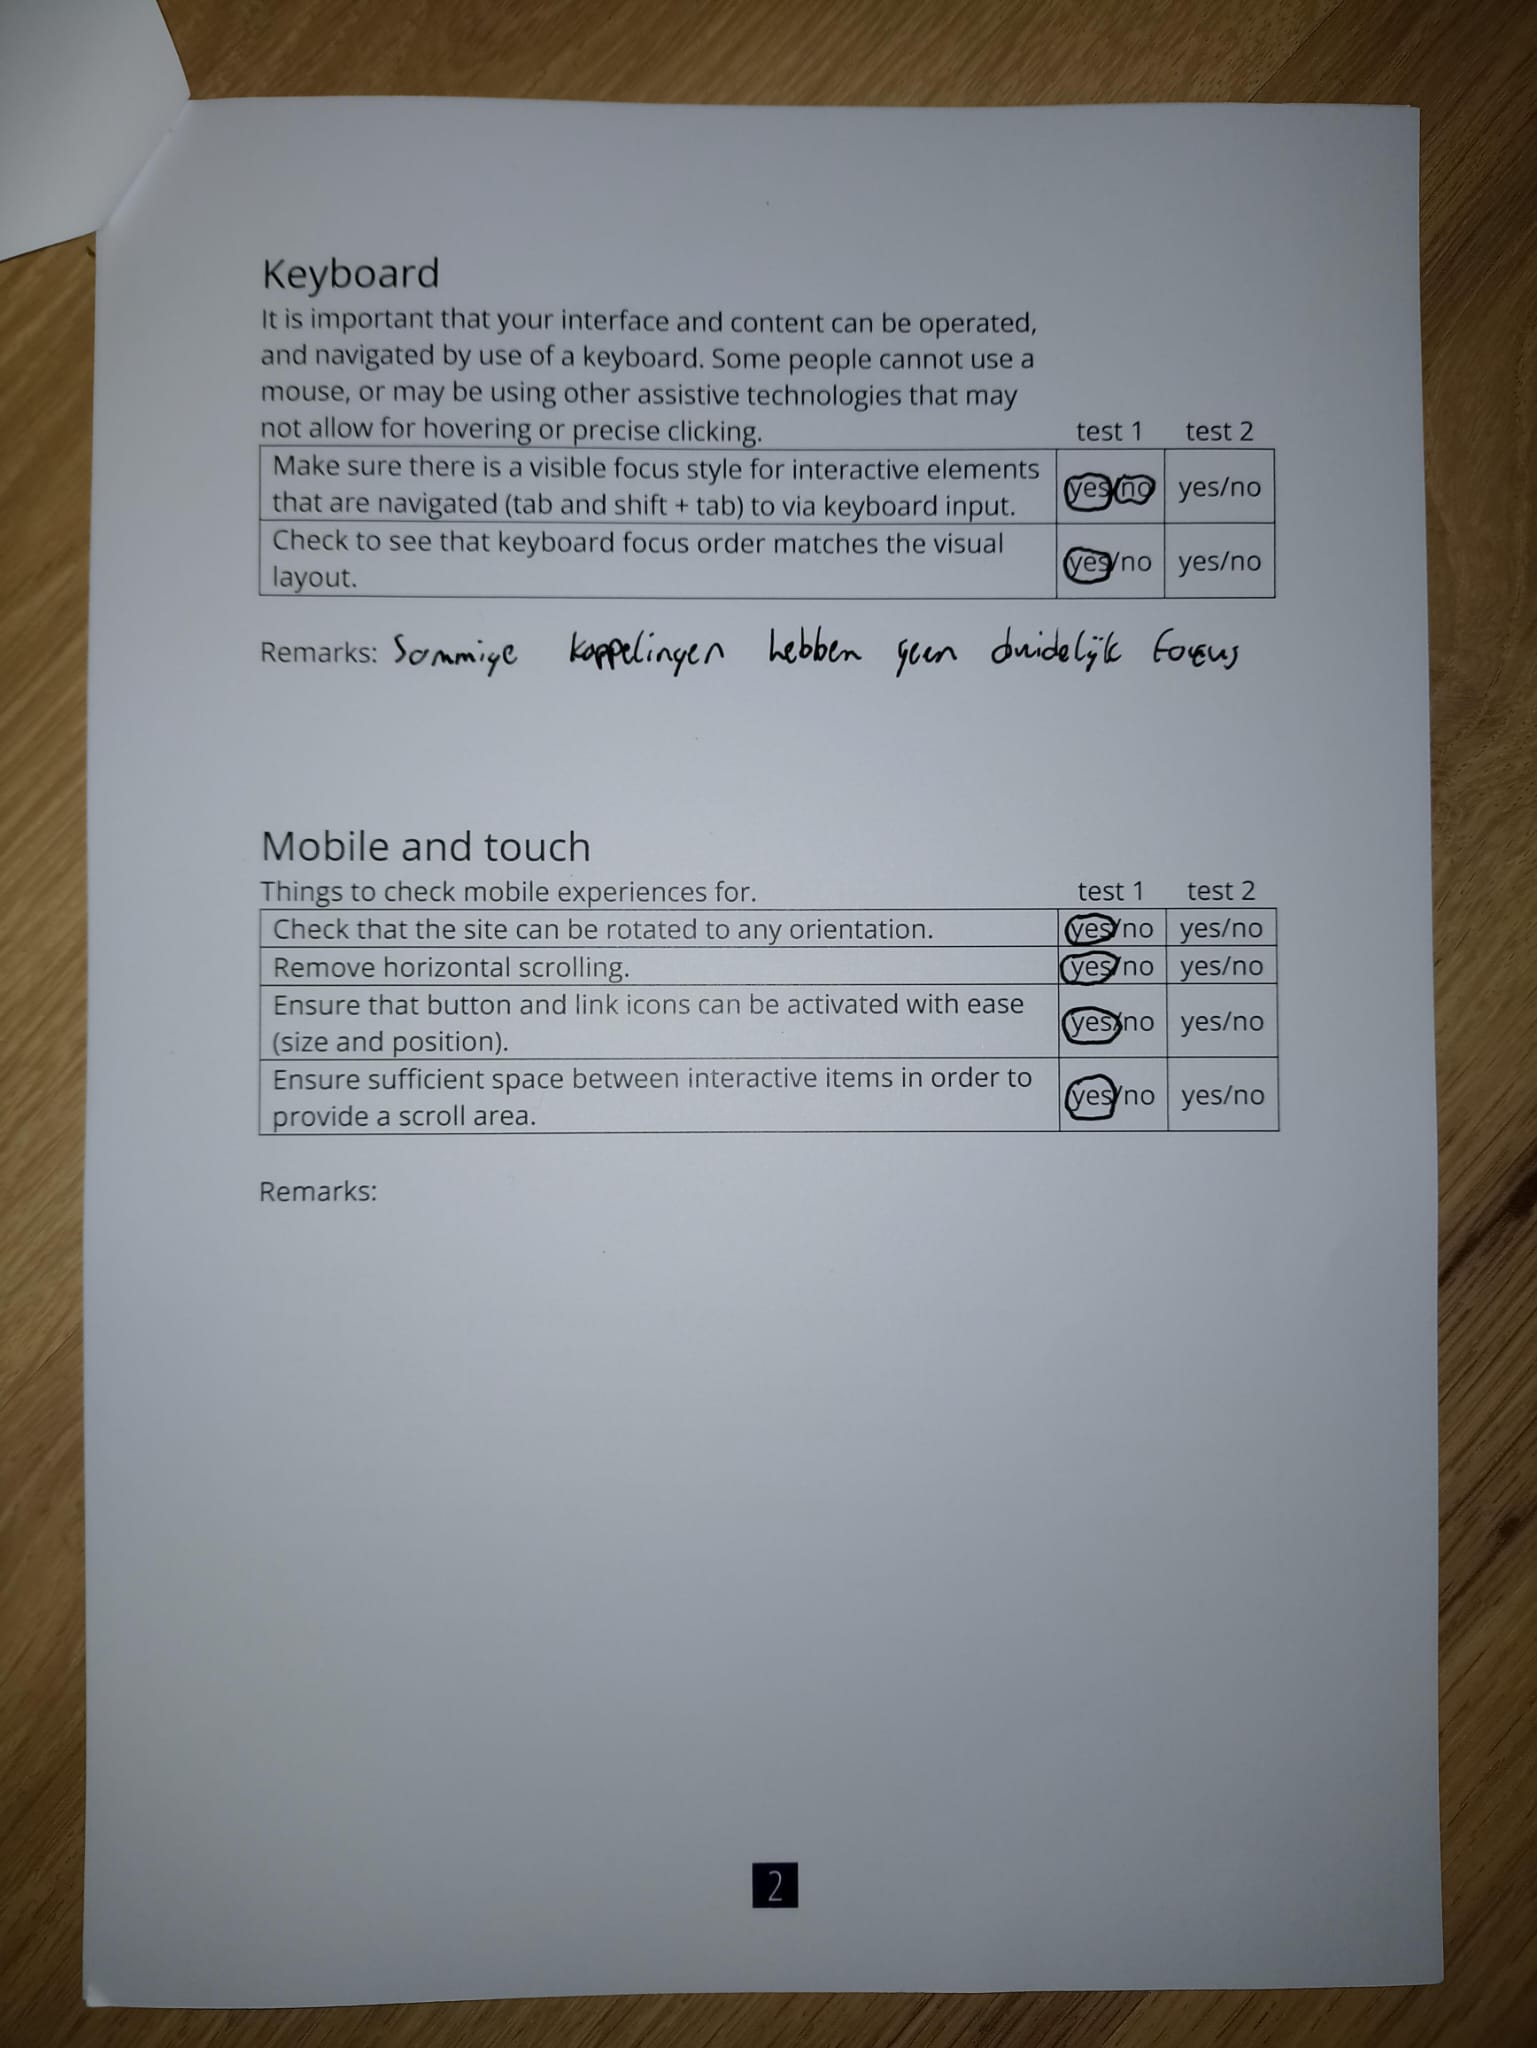 Keyboard
It is important that your interface and content can be operated,
and navigated by use of a keyboard. Some people cannot use a
mouse, or may be using other assistive technologies that may
not allow for hovering or precise clicking. test 1 test 2
Make sure there is a visible focus style for interactive elements
that are navigated (tab and shift + tab) to via keyboard input.
yes/no yes/no
Check to see that keyboard focus order matches the visual
layout.
yes/no yes/no
Remarks: Sommige koppelingen hebben geen duidelijk focus
Mobile and touch
Things to check mobile experiences for. test 1 test 2
Check that the site can be rotated to any orientation. yes/no yes/no
Remove horizontal scrolling. yes/no yes/no
Ensure that button and link icons can be activated with ease
(size and position).
yes/no yes/no
Ensure sufficient space between interactive items in order to
provide a scroll area.
yes/no yes/no
Remarks:
2